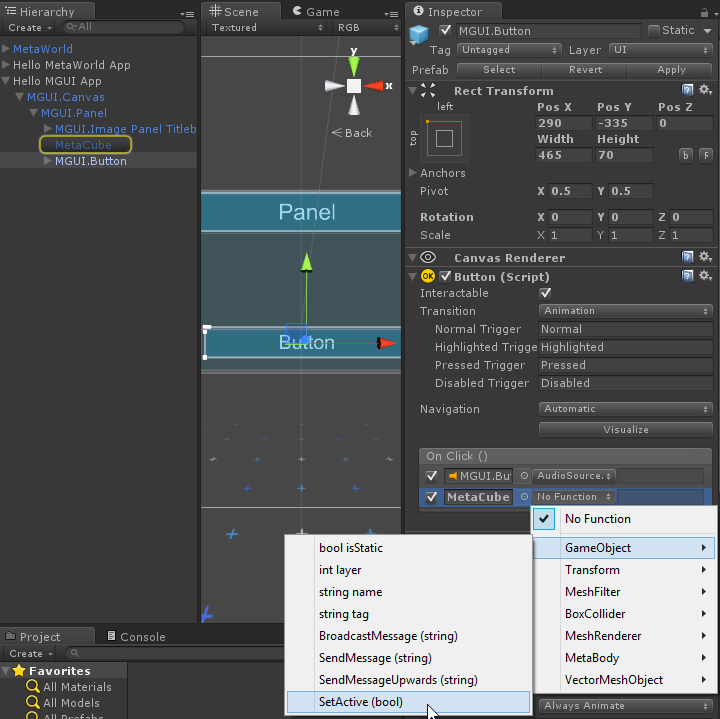 Hierarchy
Create
All
MetaWorld
Hello MetaWorld App
Hello MGUI App
MGUI.Canvas
MGUI.Panel
MGUI.Image Panel Titleb
MetaCube
MGUI.Button
Scene
Game
Textured
RGB
y
x
Back
Panel
Button
Inspector
MGUI.Button
Static
Tag Untagged Layer UI
Prefab Select Revert Apply
Rect Transform
left
top
Pos X Pos Y Pos Z
290 -335 0
Width Height
465 70
b R
Anchors
Pivot X 0.5 Y 0.5
Rotation X 0 Y 0 Z 0
Scale X 1 Y 1 Z 1
Canvas Renderer
OK Button (Script)
Interactable
Transition Animation
Normal Trigger Normal
Highlighted Trigge Highlighted
Pressed Trigger Pressed
Disabled Trigger Disabled
Navigation Automatic
Visualize
On Click ()
MGUI.Bu AudioSource.
MetaCube No Function
No Function
GameObject
Transform
MeshFilter
BoxCollider
MeshRenderer
MetaBody
VectorMeshObject
bool isStatic
int layer
string name
string tag
BroadcastMessage (string)
SendMessage (string)
SendMessageUpwards (string)
SetActive (bool)
Always Animate
Project
Console
Create
Favorites
All Materials
All Models
All Prefabs